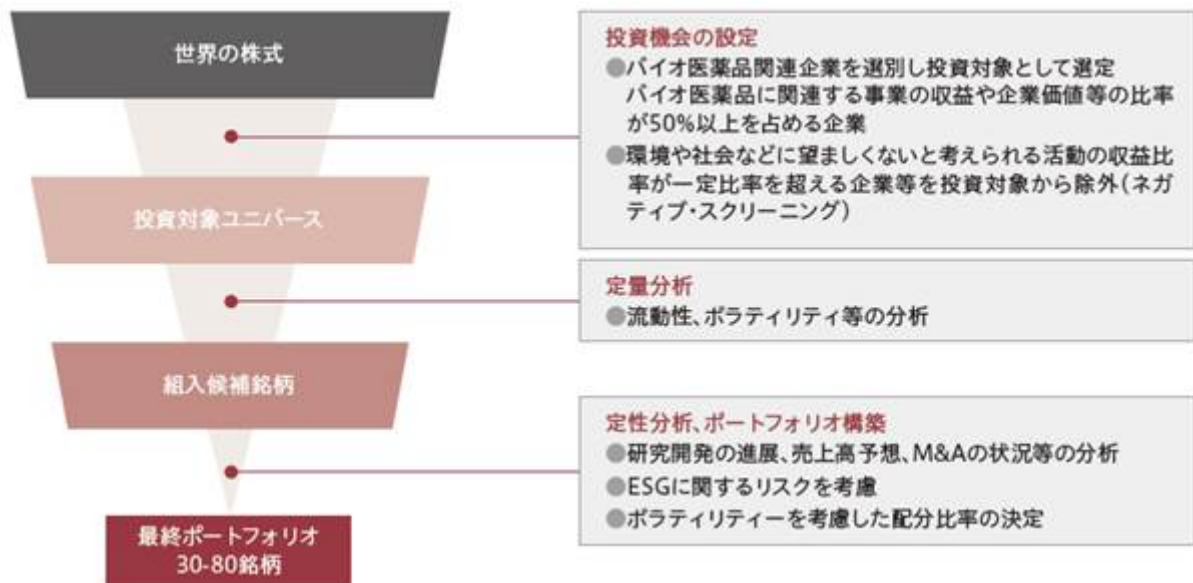 世界の株式
投資機会の設定
●バイオ医薬品関連企業を選別し投資対象として選定
バイオ医薬品に関連する事業の収益や企業価値等の比率
が50%以上を占める企業
●環境や社会などに望ましくないと考えられる活動の収益比
率が一定比率を超える企業等を投資対象から除外(ネガ
ティブ・スクリーニング)
投資対象ユニバース
定量分析
●流動性、ボラティリティ等の分析
組入候補銘柄
定性分析、ポートフォリオ構築
●研究開発の進展、売上高予想、M&Aの状況等の分析
●ESGに関するリスクを考慮
●ボラティリティーを考慮した配分比率の決定
最終ポートフォリオ
30-80銘柄